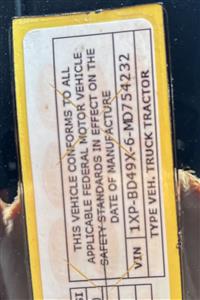 THIS VEHICLE CONFORMS TO ALL
APPLICABLE FEDERAL MOTOR VEHICLE
SAFETY STANDARDS IN EFFECT ON THE
DATE OF MANUFACTURE
VIN 1XP-BD49X-6-MD754232
TYPE VEH. TRUCK TRACTOR